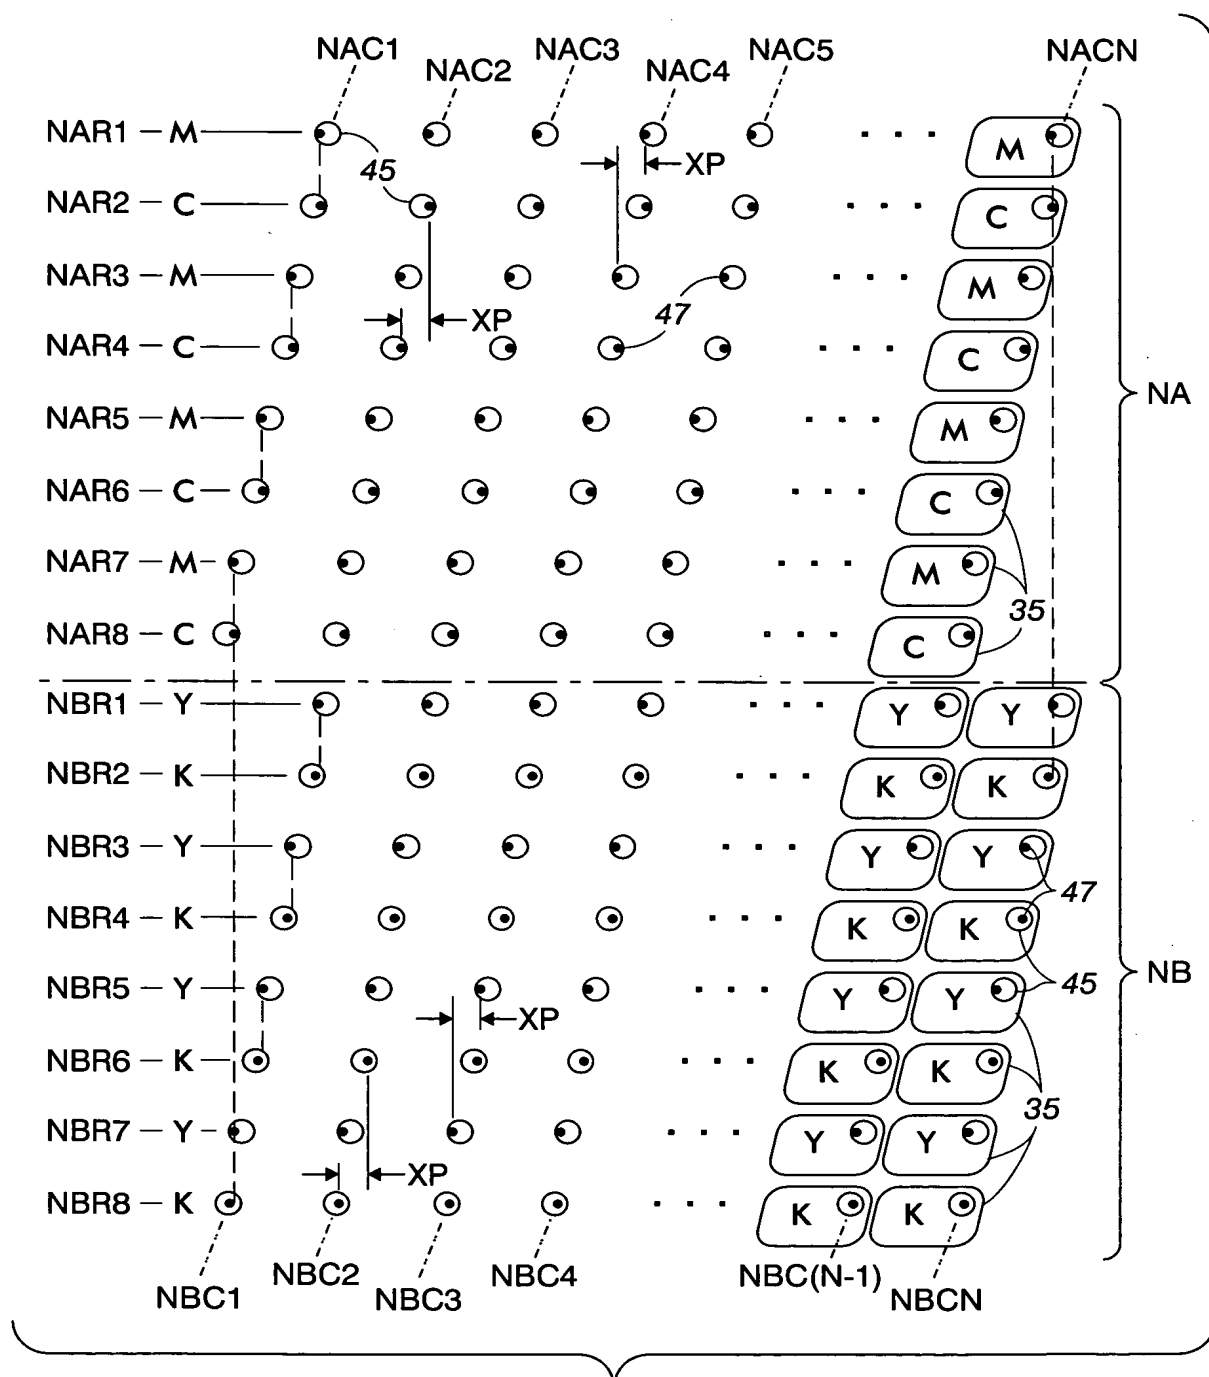 NAC1 NAC2 NAC3 NAC4 NAC5 NACN
NAR1 — M M
45 XP
NAR2 — C C
NAR3 — M M
XP 47
NAR4 — C C
NAR5 — M M
NA
NAR6 — C C
NAR7 — M M
35
NAR8 — C C
NBR1 — Y Y Y
NBR2 — K K K
NBR3 — Y Y Y
47
NBR4 — K K K
NBR5 — Y Y Y
45 NB
XP
NBR6 — K K K
35
NBR7 — Y Y Y
XP
NBR8 — K K K
NBC1 NBC2 NBC3 NBC4 NBC(N-1) NBCN